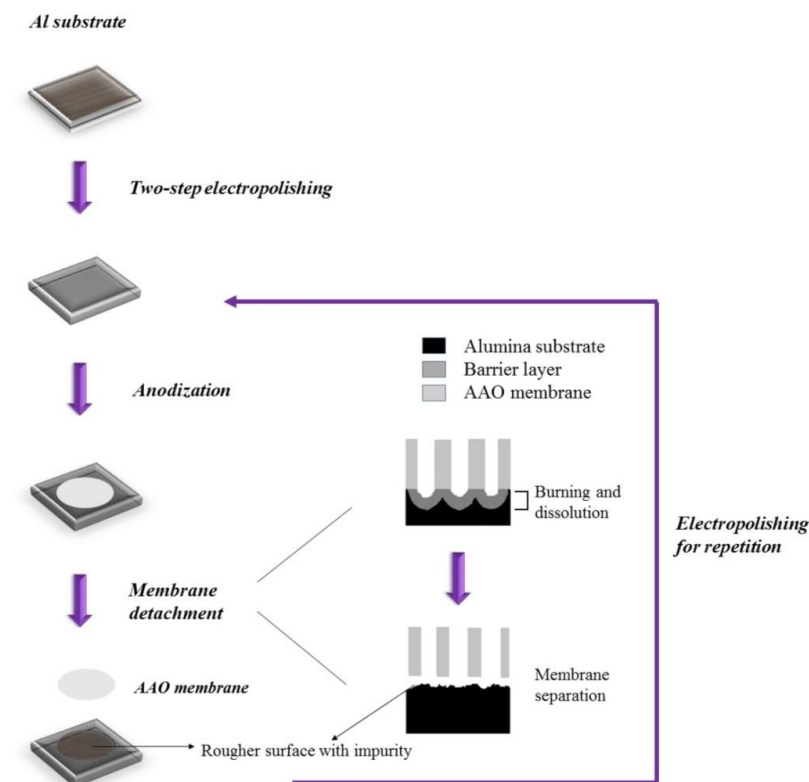 Al substrate
Two-step electropolishing
Anodization
Membrane
detachment
AAO membrane
Rougher surface with impurity
Alumina substrate
Barrier layer
AAO membrane
Burning and
dissolution
Membrane
separation
Electropolishing
for repetition